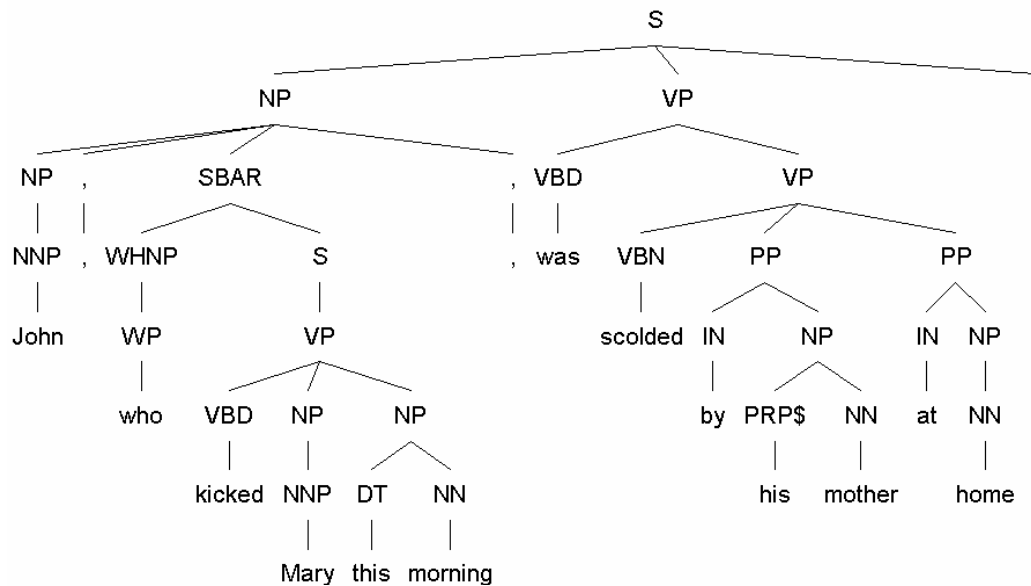 S
NP VP
NP , SBAR , VBD VP
NNP , WHNP S , was VBN PP PP
John WP VP scolded IN NP IN NP
who VBD NP NP by PRP$ NN at NN
kicked NNP DT NN his mother home
Mary this morning